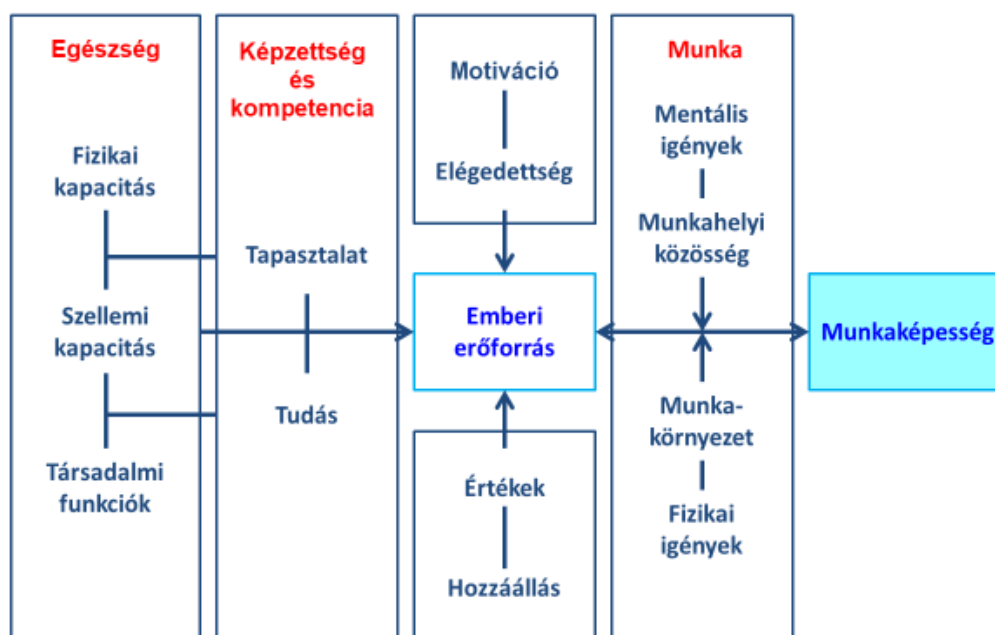 Egészség
Fizikai
kapacitás
Szellemi
kapacitás
Társadalmi
funkciók
Képzettség
és
kompetencia
Tapasztalat
Tudás
Motiváció
Elégedettség
Emberi
erőforrás
Értékek
Hozzáállás
Munka
Mentális
igények
Munkahelyi
közösség
Munka-
környezet
Fizikai
igények
Munkaképesség